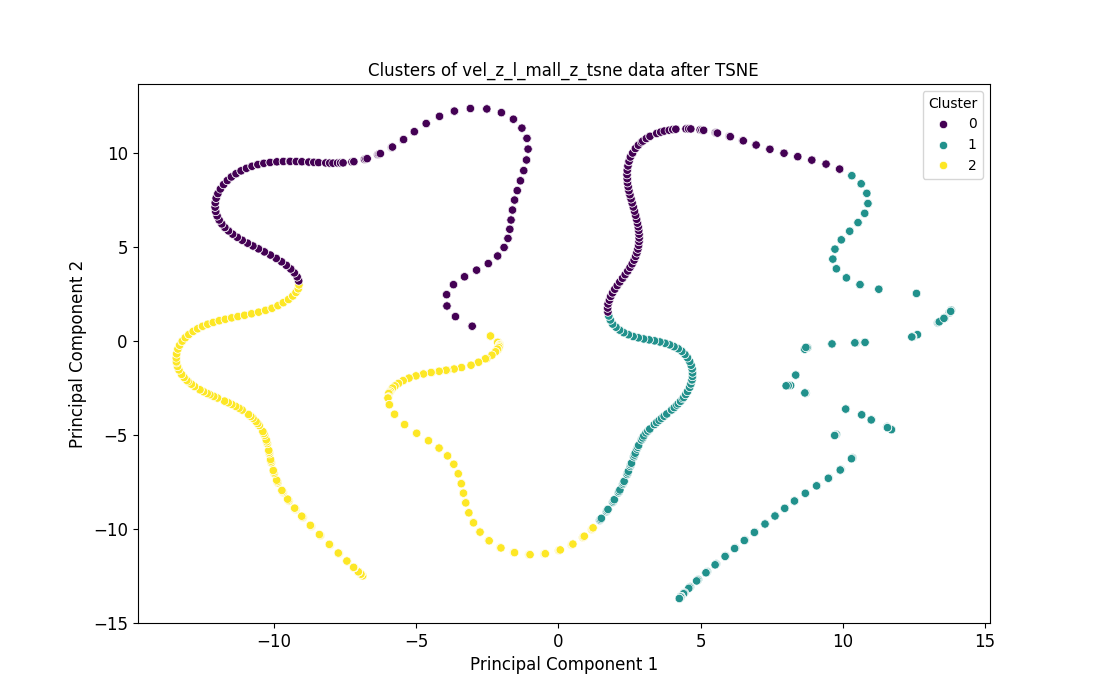 Clusters of vel_z_l_mall_z_tsne data after TSNE
Cluster
0
1
2
10
5
0
−5
−10
−15
Principal Component 2
−10 −5 0 5 10 15
Principal Component 1